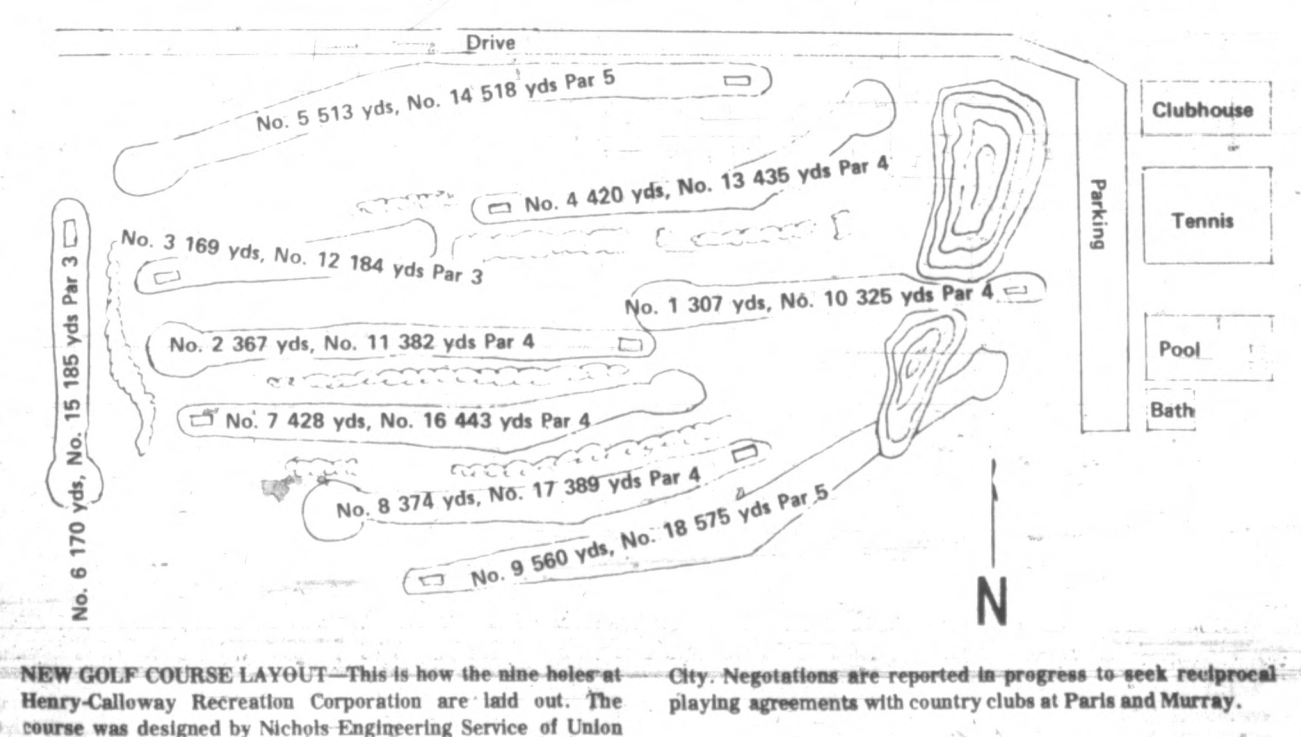 Drive
No. 5 513 yds, No. 14 518 yds Par 5
Clubhouse
No. 4 420 yds, No. 13 435 yds Par 4
Parking
Tennis
No. 3 169 yds, No. 12 184 yds Par 3
No. 6 170 yds, No. 15 185 yds Par 3
No. 1 307 yds, No. 10 325 yds Par 4
No. 2 367 yds, No. 11 382 yds Par 4
Pool
Bath
No. 7 428 yds, No. 16 443 yds Par 4
No. 8 374 yds, No. 17 389 yds Par 4
No. 9 560 yds, No. 18 575 yds Par 5
N
NEW GOLF COURSE LAYOUT—This is how the nine holes at
Henry-Calloway Recreation Corporation are laid out. The
course was designed by Nichols Engineering Service of Union
City. Negotations are reported in progress to seek reciprocal
playing agreements with country clubs at Paris and Murray.